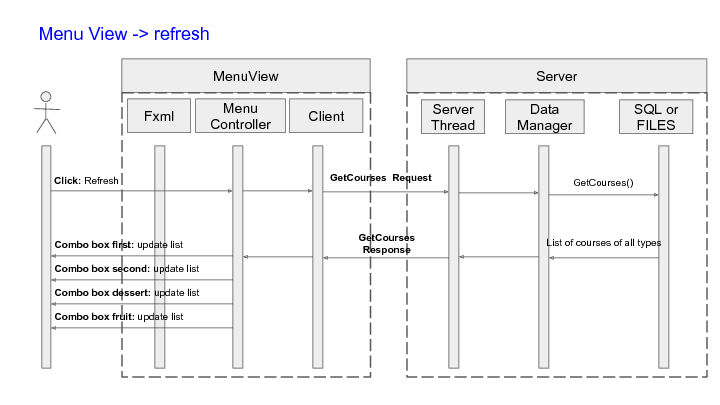 Menu View -> refresh
MenuView
Server
Fxml
Menu
Controller
Client
Server
Thread
Data
Manager
SQL or
FILES
Click: Refresh
GetCourses Request
GetCourses()
GetCourses
Response
List of courses of all types
Combo box first: update list
Combo box second: update list
Combo box dessert: update list
Combo box fruit: update list